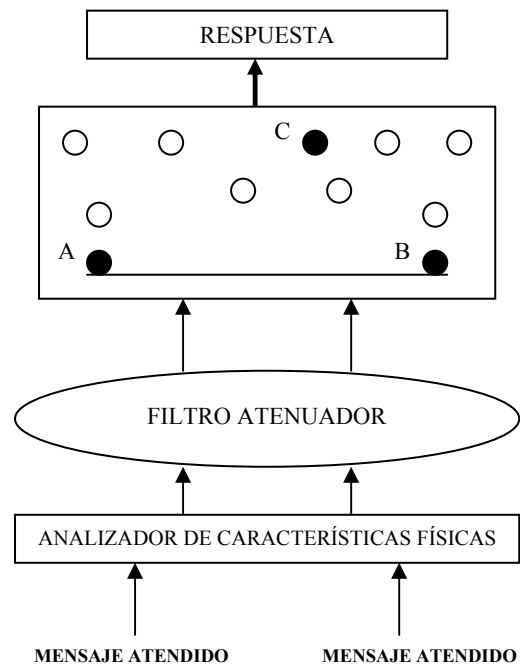 RESPUESTA
C
A
B
FILTRO ATENUADOR
ANALIZADOR DE CARACTERÍSTICAS FÍSICAS
MENSAJE ATENDIDO MENSAJE ATENDIDO